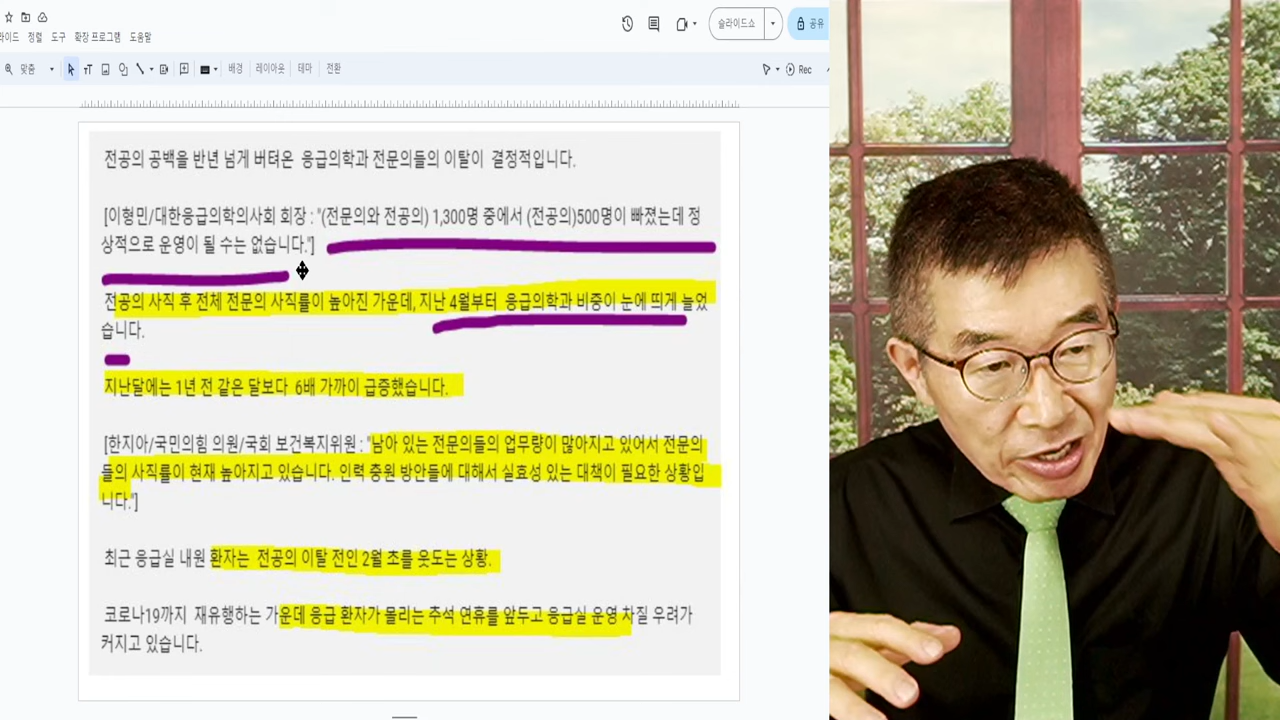 슬라이드쇼
공유
라이드 정렬 도구 확장 프로그램 도움말
맞춤 배경 레이아웃 테마 전환 Rec
전공의 공백을 반년 넘게 버텨온 응급의학과 전문의들의 이탈이 결정적입니다.
[이형민/대한응급의학의사회 회장 : "(전문의와 전공의) 1,300명 중에서 (전공의)500명이 빠졌는데 정
상적으로 운영이 될 수는 없습니다."]
전공의 사직 후 전체 전문의 사직률이 높아진 가운데, 지난 4월부터 응급의학과 비중이 눈에 띄게 늘었
습니다.
지난달에는 1년 전 같은 달보다 6배 가까이 급증했습니다.
[한지아/국민의힘 의원/국회 보건복지위원 : "남아 있는 전문의들의 업무량이 많아지고 있어서 전문의
들의 사직률이 현재 높아지고 있습니다. 인력 충원 방안들에 대해서 실효성 있는 대책이 필요한 상황입
니다."]
최근 응급실 내원 환자는 전공의 이탈 전인 2월 초를 웃도는 상황.
코로나19까지 재유행하는 가운데 응급 환자가 몰리는 추석 연휴를 앞두고 응급실 운영 차질 우려가
커지고 있습니다.